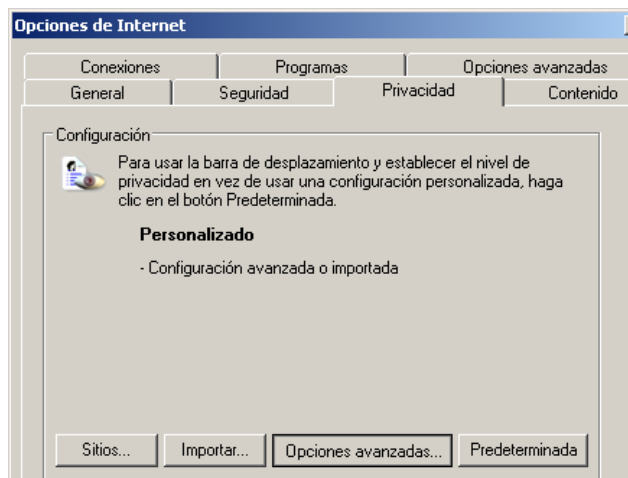 Opciones de Internet
Conexiones Programas Opciones avanzadas
General Seguridad Privacidad Contenido
Configuración
Para usar la barra de desplazamiento y establecer el nivel de
privacidad en vez de usar una configuración personalizada, haga
clic en el botón Predeterminada.
Personalizado
- Configuración avanzada o importada
Sitios... Importar... Opciones avanzadas... Predeterminada